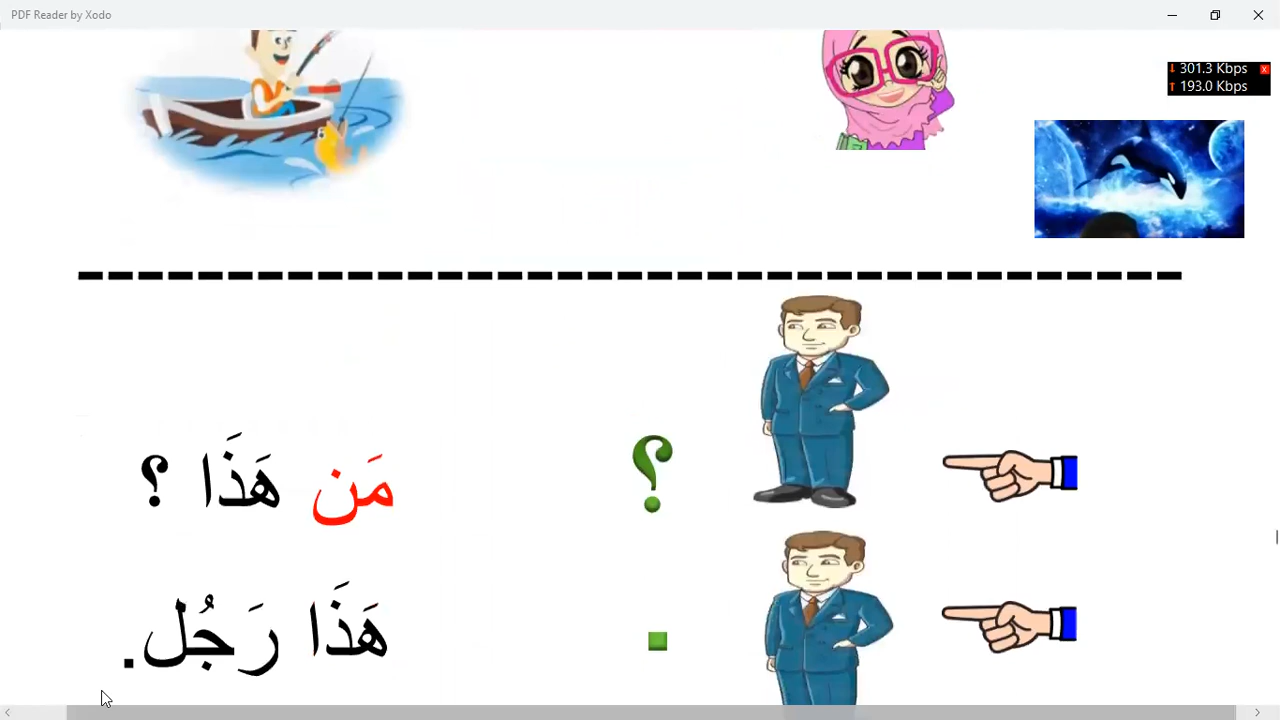 PDF Reader by Xodo
301.3 Kbps
193.0 Kbps
؟
مَن هَذَا ؟
هَذَا رَجُل.